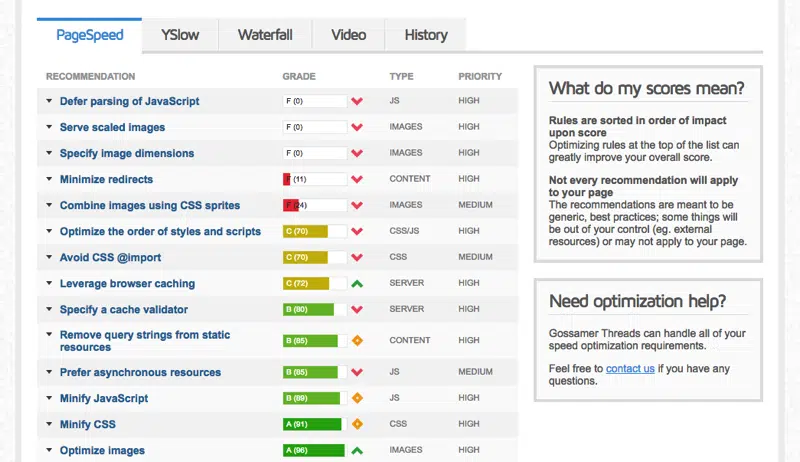 PageSpeed YSlow Waterfall Video History
RECOMMENDATION GRADE TYPE PRIORITY
Defer parsing of JavaScript F (0) JS HIGH
Serve scaled images F (0) IMAGES HIGH
Specify image dimensions F (0) IMAGES HIGH
Minimize redirects F (11) CONTENT HIGH
Combine images using CSS sprites F (24) IMAGES MEDIUM
Optimize the order of styles and scripts C (70) CSS/JS HIGH
Avoid CSS @import C (70) CSS MEDIUM
Leverage browser caching C (72) SERVER HIGH
Specify a cache validator B (80) SERVER HIGH
Remove query strings from static
resources B (85) CONTENT HIGH
Prefer asynchronous resources B (85) JS MEDIUM
Minify JavaScript B (89) JS HIGH
Minify CSS A (91) CSS HIGH
Optimize images A (96) IMAGES HIGH
What do my scores mean?
Rules are sorted in order of impact
upon score
Optimizing rules at the top of the list can
greatly improve your overall score.
Not every recommendation will apply
to your page
The recommendations are meant to be
generic, best practices; some things will
be out of your control (eg. external
resources) or may not apply to your page.
Need optimization help?
Gossamer Threads can handle all of your
speed optimization requirements.
Feel free to contact us if you have any
questions.